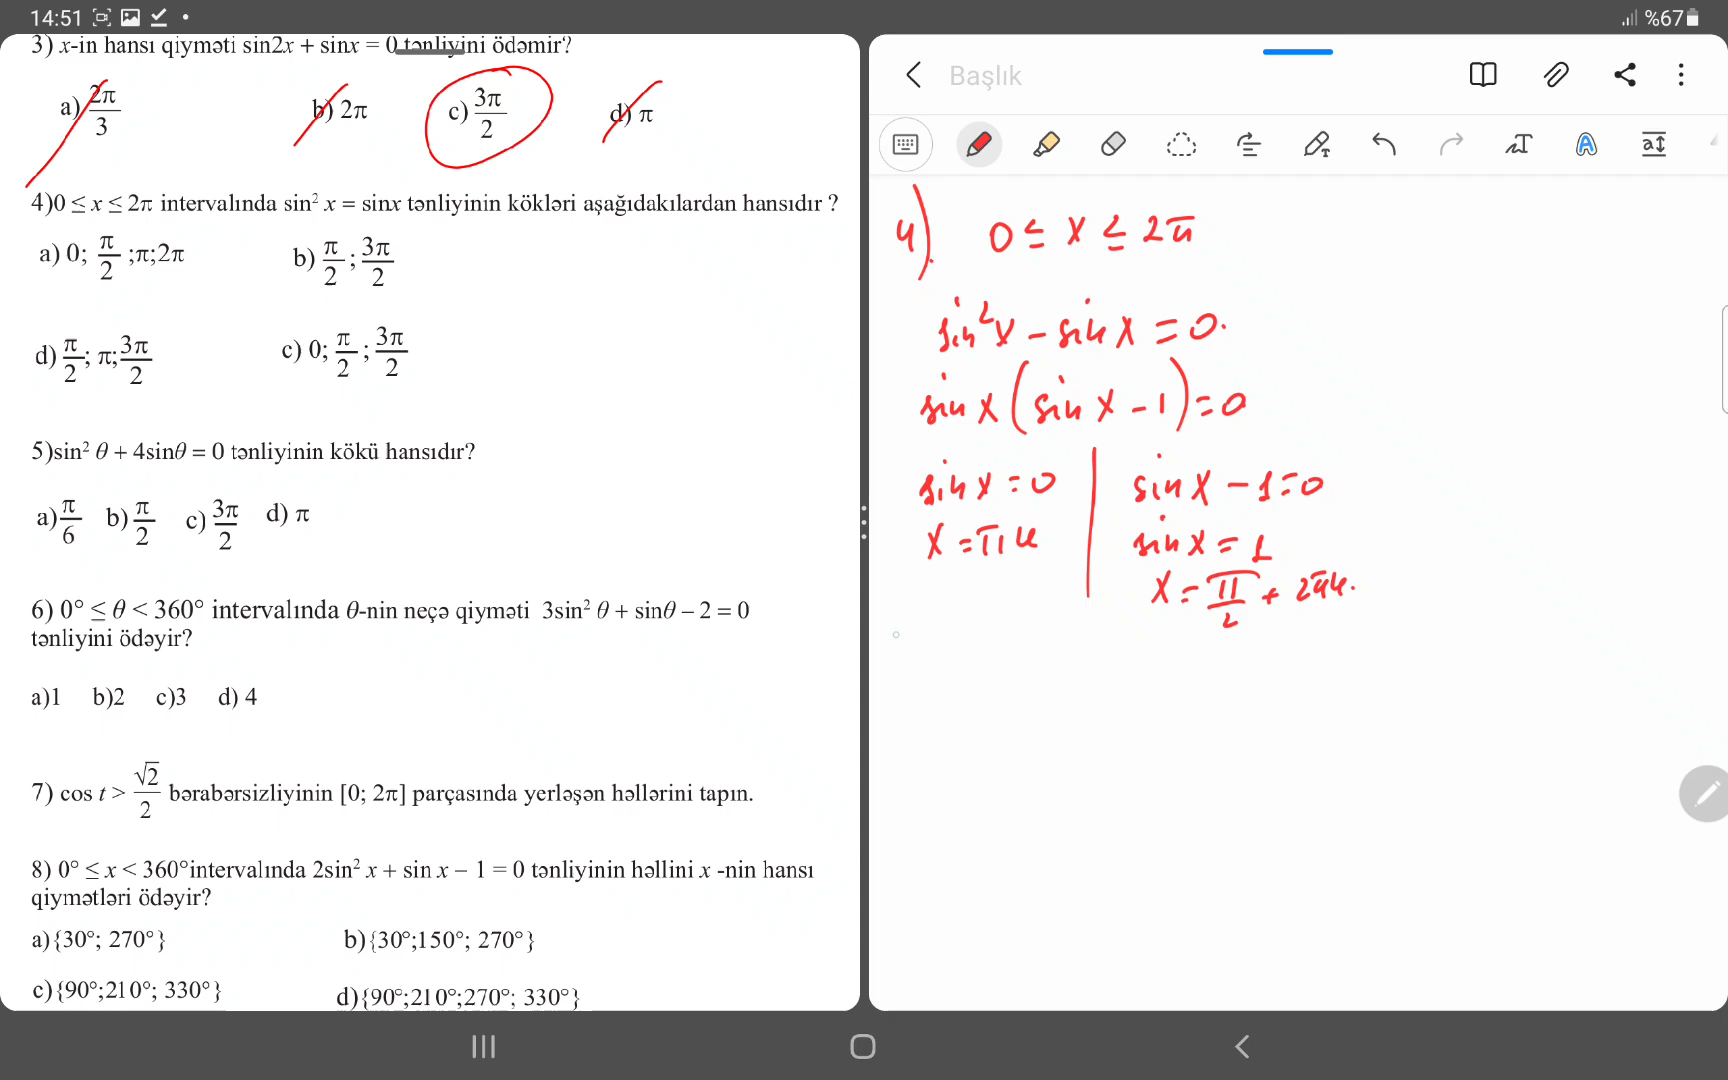 14:51 %67
3) x-in hansı qiyməti sin2x + sinx = 0 tənliyini ödəmir?
a) 2π/3 b) 2π c) 3π/2 d) π
4)0 ≤ x ≤ 2π intervalında sin² x = sinx tənliyinin kökləri aşağıdakılardan hansıdır ?
a) 0; π/2 ;π;2π b) π/2 ; 3π/2
d) π/2; π; 3π/2 c) 0; π/2 ; 3π/2
5)sin² θ + 4sinθ = 0 tənliyinin kökü hansıdır?
a) π/6 b) π/2 c) 3π/2 d) π
6) 0° ≤ θ < 360° intervalında θ-nin neçə qiyməti 3sin² θ + sinθ – 2 = 0
tənliyini ödəyir?
a)1 b)2 c)3 d) 4
7) cos t > √2/2 bərabərsizliyinin [0; 2π] parçasında yerləşən həllərini tapın.
8) 0° ≤ x < 360°intervalında 2sin² x + sin x – 1 = 0 tənliyinin həllini x -nin hansı
qiymətləri ödəyir?
a){30°; 270°} b){30°;150°; 270°}
c){90°;210°; 330°} d){90°;210°;270°; 330°}
Başlık
4). 0 ≤ x ≤ 2π
sin²x – sin x = 0.
sin x (sin x – 1) = 0
sin x = 0 sin x – 1 = 0
x = πk sin x = 1
x = π/2 + 2πk.